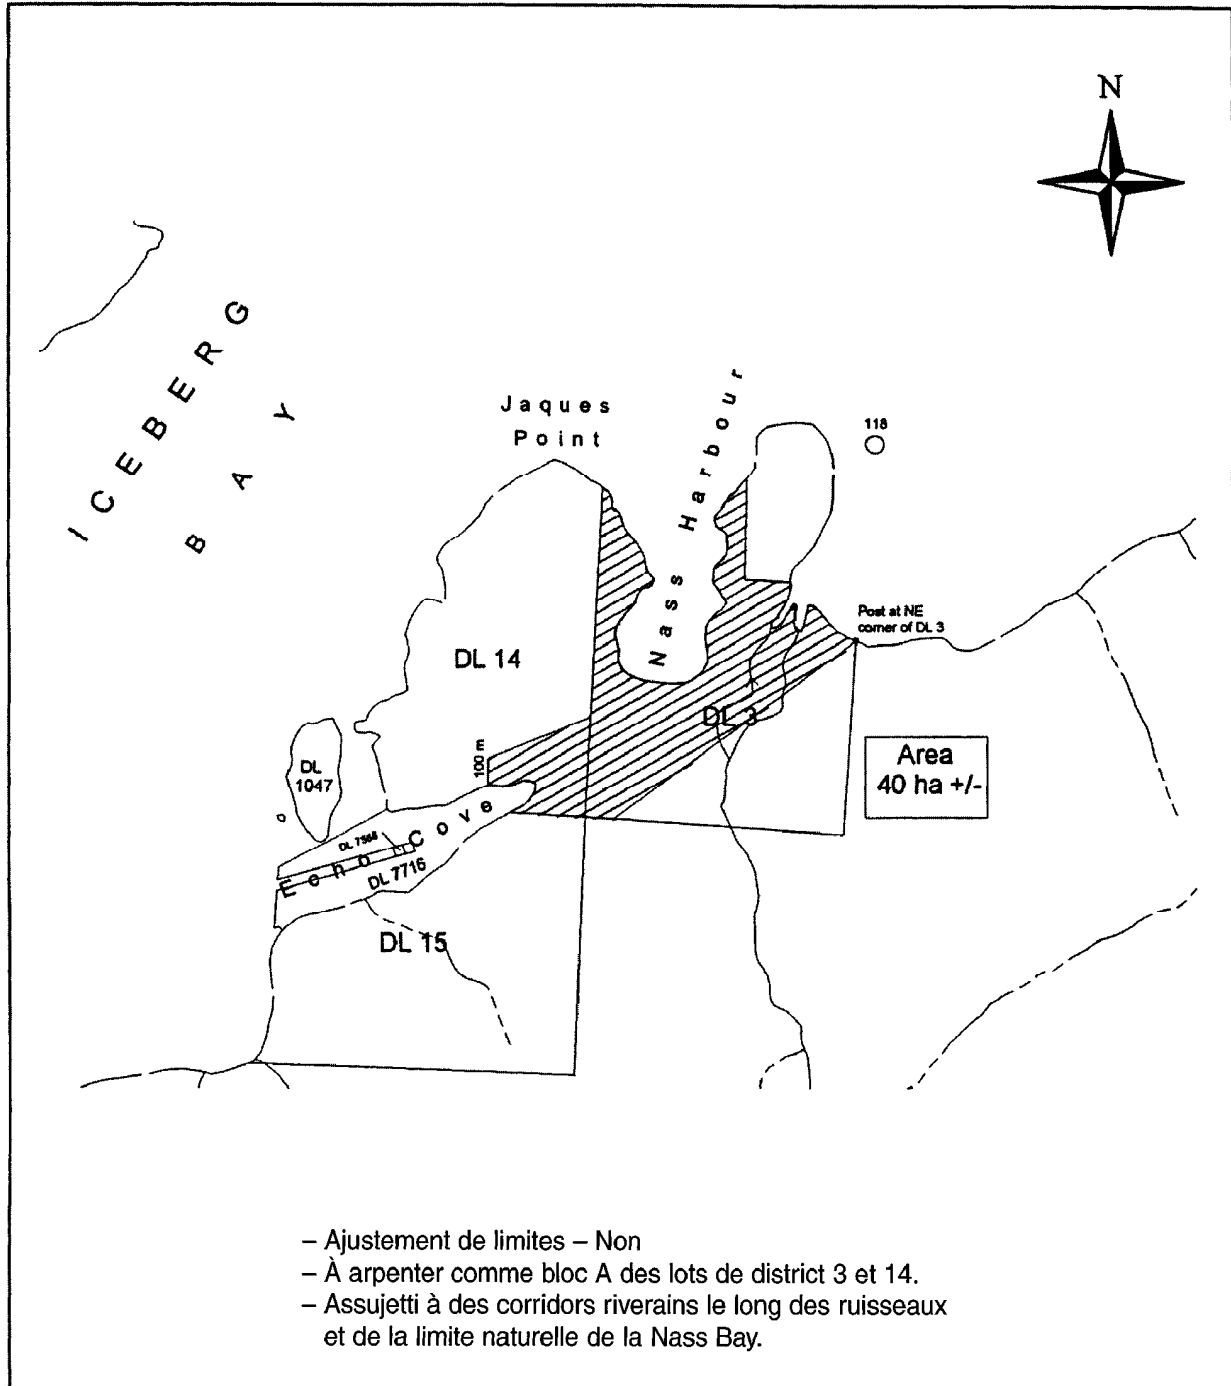 N
ICEBERG
BAY
Jaques
Point
Nass Harbour
118
Post at NE
corner of DL 3
DL 14
DL 3
100 m
Area
40 ha +/-
DL
1047
Echo Cove
DL 7716
DL 15
– Ajustement de limites – Non
– À arpenter comme bloc A des lots de district 3 et 14.
– Assujetti à des corridors riverains le long des ruisseaux
et de la limite naturelle de la Nass Bay.